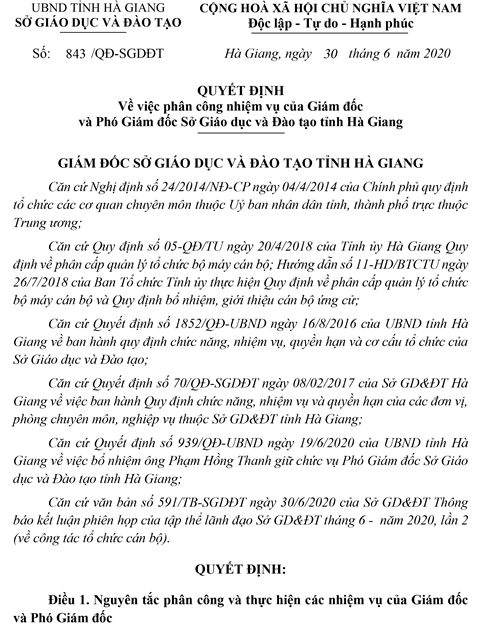 UBND TỈNH HÀ GIANG
SỞ GIÁO DỤC VÀ ĐÀO TẠO
CỘNG HOÀ XÃ HỘI CHỦ NGHĨA VIỆT NAM
Độc lập - Tự do - Hạnh phúc
Số: 843 /QĐ-SGDĐT
Hà Giang, ngày 30 tháng 6 năm 2020
QUYẾT ĐỊNH
Về việc phân công nhiệm vụ của Giám đốc
và Phó Giám đốc Sở Giáo dục và Đào tạo tỉnh Hà Giang
GIÁM ĐỐC SỞ GIÁO DỤC VÀ ĐÀO TẠO TỈNH HÀ GIANG
Căn cứ Nghị định số 24/2014/NĐ-CP ngày 04/4/2014 của Chính phủ quy định
tổ chức các cơ quan chuyên môn thuộc Uỷ ban nhân dân tỉnh, thành phố trực thuộc
Trung ương;
Căn cứ Quy định số 05-QĐ/TU ngày 20/4/2018 của Tỉnh ủy Hà Giang Quy
định về phân cấp quản lý tổ chức bộ máy cán bộ; Hướng dẫn số 11-HD/BTCTU ngày
26/7/2018 của Ban Tổ chức Tỉnh ủy thực hiện Quy định về phân cấp quản lý tổ chức
bộ máy cán bộ và Quy định bổ nhiệm, giới thiệu cán bộ ứng cử;
Căn cứ Quyết định số 1852/QĐ-UBND ngày 16/8/2016 của UBND tỉnh Hà
Giang về ban hành quy định chức năng, nhiệm vụ, quyền hạn và cơ cấu tổ chức của
Sở Giáo dục và Đào tạo;
Căn cứ Quyết định số 70/QĐ-SGDĐT ngày 08/02/2017 của Sở GD&ĐT Hà
Giang về việc ban hành Quy định chức năng, nhiệm vụ và quyền hạn của các đơn vị,
phòng chuyên môn, nghiệp vụ thuộc Sở GD&ĐT tỉnh Hà Giang;
Căn cứ Quyết định số 939/QĐ-UBND ngày 19/6/2020 của UBND tỉnh Hà
Giang về việc bổ nhiệm ông Phạm Hồng Thanh giữ chức vụ Phó Giám đốc Sở Giáo
dục và Đào tạo tỉnh Hà Giang;
Căn cứ văn bản số 591/TB-SGDĐT ngày 30/6/2020 của Sở GD&ĐT Thông
báo kết luận phiên họp của tập thể lãnh đạo Sở GD&ĐT tháng 6 - năm 2020, lần 2
(về công tác tổ chức cán bộ).
QUYẾT ĐỊNH:
Điều 1. Nguyên tắc phân công và thực hiện các nhiệm vụ của Giám đốc
và Phó Giám đốc